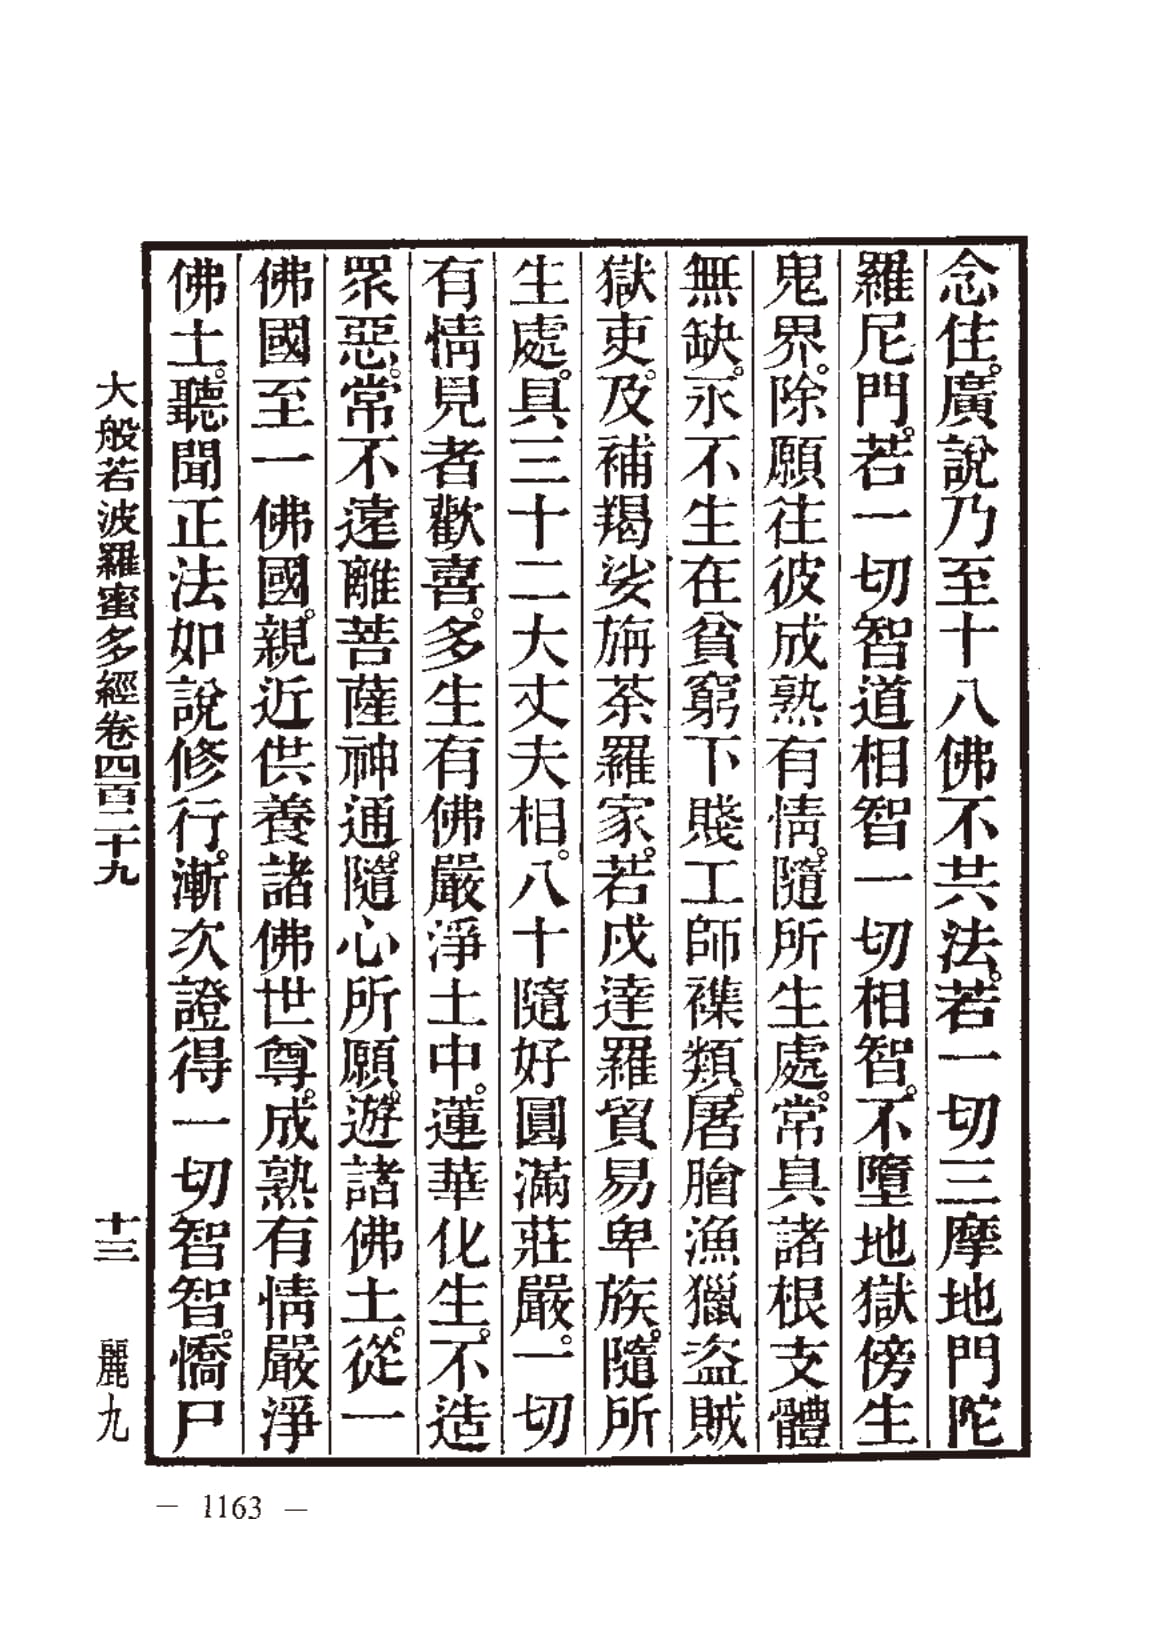 念住。廣說乃至十八佛不共法。若一切三摩地門陀
羅尼門。若一切智道相智一切相智。不墮地獄傍生
鬼界。除願往彼成熟有情。隨所生處。常具諸根支體
無缺。永不生在貧窮下賤工師襍類。屠膾漁獵盜賊
獄吏。及補羯娑旃荼羅家。若戍達羅貿易卑族。隨所
生處。具三十二大丈夫相。八十隨好圓滿莊嚴。一切
有情見者歡喜。多生有佛嚴淨土中。蓮華化生。不造
眾惡。常不遠離菩薩神通。隨心所願。遊諸佛土。從一
佛國至一佛國。親近供養諸佛世尊。成熟有情嚴淨
佛土。聽聞正法如說修行。漸次證得一切智智。憍尸
大般若波羅蜜多經卷四百二十九 十三 麗九
— 1163 —